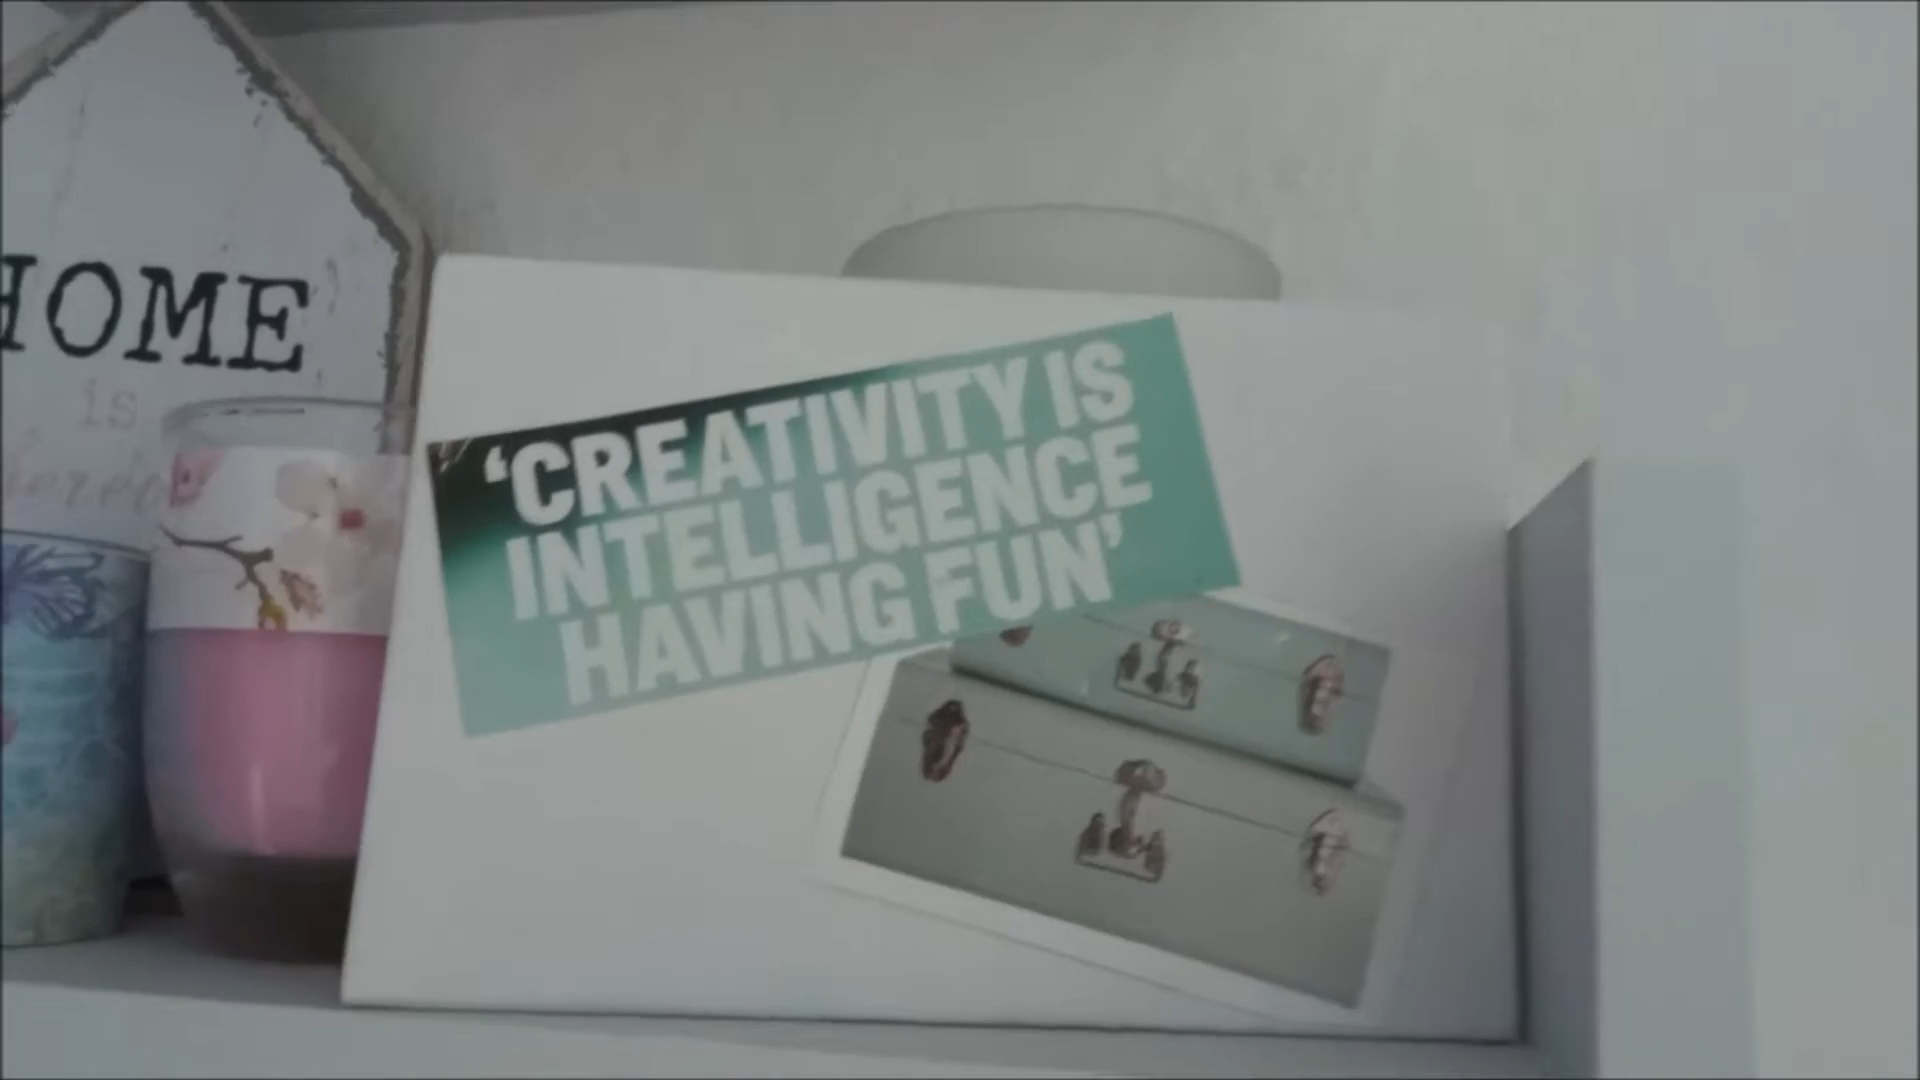 HOME
is
‘CREATIVITY IS
INTELLIGENCE
HAVING FUN’